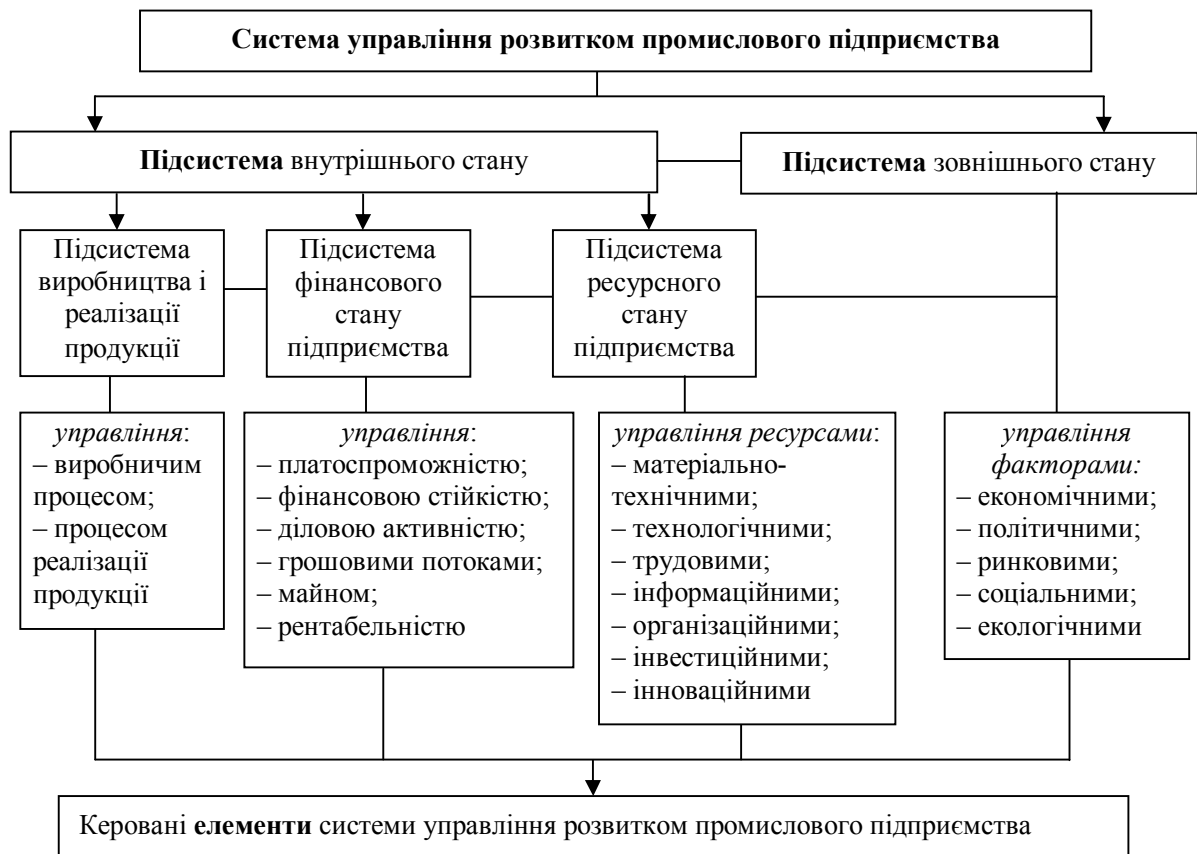 Система управління розвитком промислового підприємства
Підсистема внутрішнього стану
Підсистема зовнішнього стану
Підсистема
виробництва і
реалізації
продукції
Підсистема
фінансового
стану
підприємства
Підсистема
ресурсного
стану
підприємства
управління:
– виробничим
процесом;
– процесом
реалізації
продукції
управління:
– платоспроможністю;
– фінансовою стійкістю;
– діловою активністю;
– грошовими потоками;
– майном;
– рентабельністю
управління ресурсами:
– матеріально-
технічними;
– технологічними;
– трудовими;
– інформаційними;
– організаційними;
– інвестиційними;
– інноваційними
управління
факторами:
– економічними;
– політичними;
– ринковими;
– соціальними;
– екологічними
Керовані елементи системи управління розвитком промислового підприємства